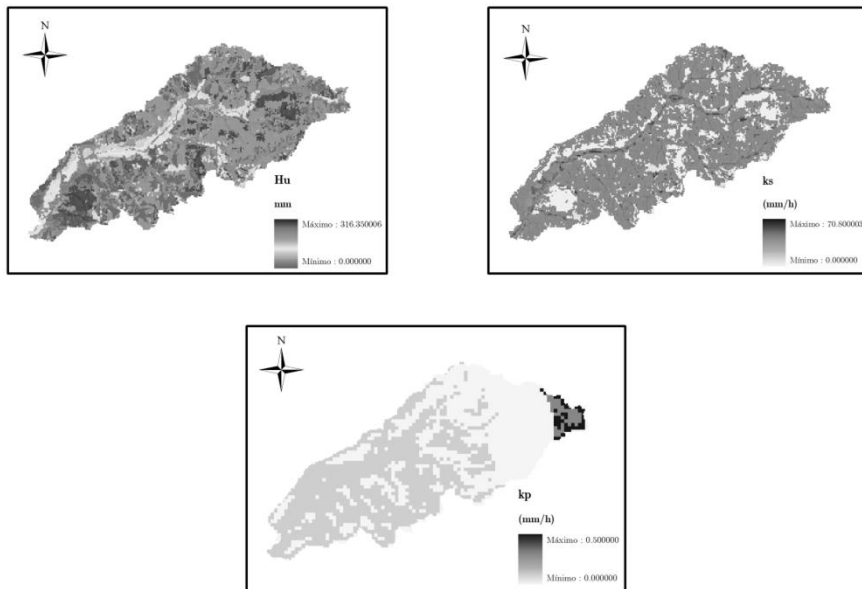 N
Hu
mm
Máximo : 316.350006
Mínimo : 0.000000
N
ks
(mm/h)
Máximo : 70.800003
Mínimo : 0.000000
N
kp
(mm/h)
Máximo : 0.500000
Mínimo : 0.000000